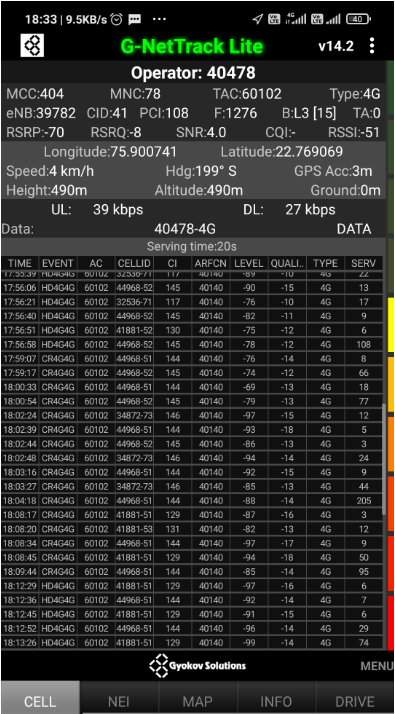 18:33 | 9.5KB/s ... 4G 40
G-NetTrack Lite v14.2
Operator: 40478
MCC:404 MNC:78 TAC:60102 Type:4G
eNB:39782 CID:41 PCI:108 F:1276 B:L3 [15] TA:0
RSRP:-70 RSRQ:-8 SNR:4.0 CQI:- RSSI:-51
Longitude:75.900741 Latitude:22.769069
Speed:4 km/h Hdg:199° S GPS Acc:3m
Height:490m Altitude:490m Ground:0m
UL: 39 kbps DL: 27 kbps
Data: 40478-4G DATA
Serving time:20s
TIME EVENT AC CELLID CI ARFCN LEVEL QUALI.. TYPE SERV
17:55:39 HD4G4G 60102 32536-71 117 40140 -89 -10 4G 22
17:56:06 HD4G4G 60102 44968-52 145 40140 -90 -15 4G 13
17:56:21 HD4G4G 60102 32536-71 117 40140 -76 -10 4G 17
17:56:40 HD4G4G 60102 44968-52 145 40140 -82 -11 4G 9
17:56:51 HD4G4G 60102 41881-52 130 40140 -75 -12 4G 6
17:56:58 HD4G4G 60102 44968-52 145 40140 -78 -12 4G 108
17:59:07 CR4G4G 60102 44968-51 144 40140 -76 -14 4G 8
17:59:17 CR4G4G 60102 44968-52 145 40140 -74 -12 4G 66
18:00:33 CR4G4G 60102 44968-51 144 40140 -69 -13 4G 18
18:00:54 CR4G4G 60102 44968-52 145 40140 -79 -13 4G 77
18:02:24 CR4G4G 60102 34872-73 146 40140 -97 -15 4G 12
18:02:39 CR4G4G 60102 44968-51 144 40140 -93 -18 4G 5
18:02:44 CR4G4G 60102 44968-52 145 40140 -86 -13 4G 3
18:02:48 CR4G4G 60102 34872-73 146 40140 -94 -14 4G 24
18:03:16 CR4G4G 60102 44968-51 144 40140 -92 -15 4G 9
18:03:27 CR4G4G 60102 34872-73 146 40140 -85 -13 4G 44
18:04:18 CR4G4G 60102 44968-51 144 40140 -88 -14 4G 205
18:08:17 CR4G4G 60102 41881-51 129 40140 -87 -16 4G 3
18:08:20 CR4G4G 60102 41881-53 131 40140 -82 -13 4G 12
18:08:34 CR4G4G 60102 44968-51 144 40140 -97 -17 4G 9
18:08:45 CR4G4G 60102 41881-51 129 40140 -94 -18 4G 50
18:09:44 CR4G4G 60102 44968-51 144 40140 -85 -14 4G 95
18:12:29 HD4G4G 60102 41881-51 129 40140 -97 -16 4G 6
18:12:36 HD4G4G 60102 44968-51 144 40140 -92 -14 4G 7
18:12:45 HD4G4G 60102 41881-51 129 40140 -91 -15 4G 6
18:12:52 HD4G4G 60102 44968-51 144 40140 -96 -14 4G 29
18:13:26 HD4G4G 60102 41881-51 129 40140 -99 -14 4G 74
Gyokov Solutions MENU
CELL NEI MAP INFO DRIVE